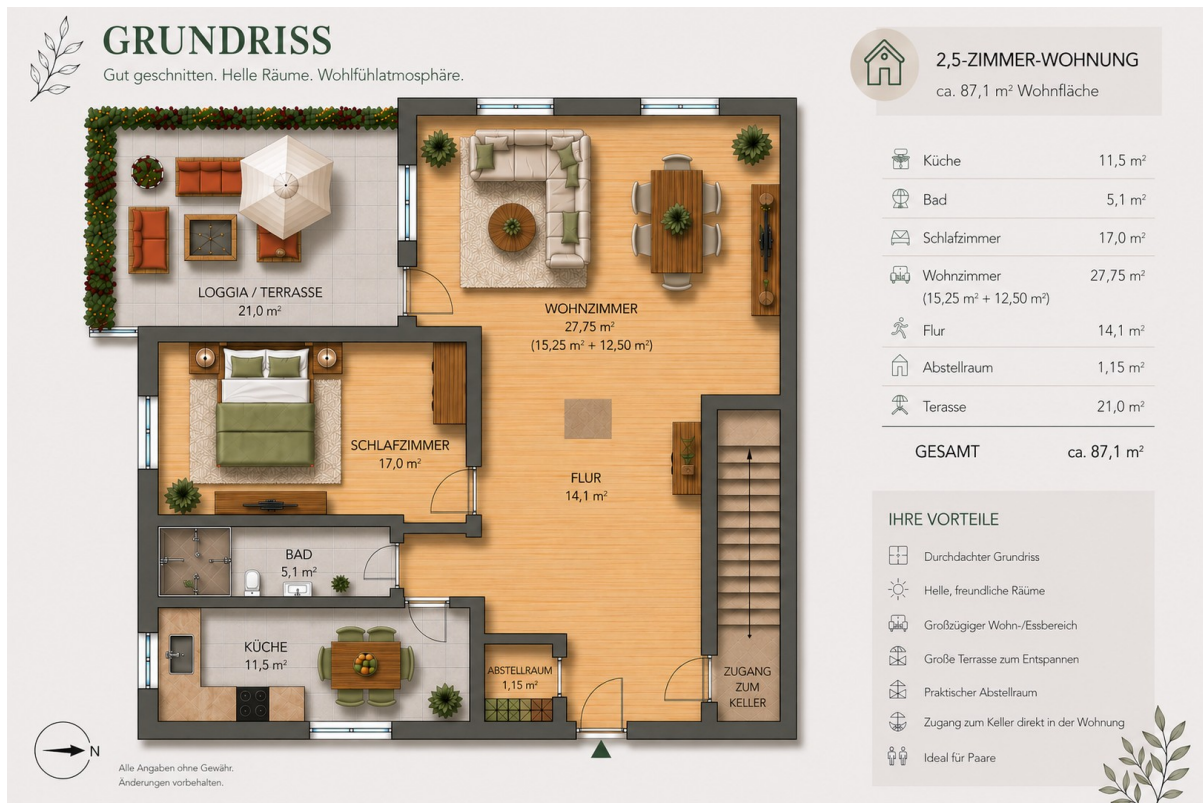 GRUNDRISS
Gut geschnitten. Helle Räume. Wohlfühlatmosphäre.
2,5-ZIMMER-WOHNUNG
ca. 87,1 m² Wohnfläche
Küche 11,5 m²
Bad 5,1 m²
Schlafzimmer 17,0 m²
Wohnzimmer 27,75 m²
(15,25 m² + 12,50 m²)
Flur 14,1 m²
Abstellraum 1,15 m²
Terasse 21,0 m²
GESAMT ca. 87,1 m²
IHRE VORTEILE
Durchdachter Grundriss
Helle, freundliche Räüme
Großzügiger Wohn-/Essbereich
Große Terrasse zum Entspannen
Praktischer Abstellraum
Zugang zum Keller direkt in der Wohnung
Ideal für Paare
LOGGIA / TERRASSE
21,0 m²
WOHNZIMMER
27,75 m²
(15,25 m² + 12,50 m²)
SCHLAFZIMMER
17,0 m²
FLUR
14,1 m²
BAD
5,1 m²
KÜCHE
11,5 m²
ABSTELLRAUM
1,15 m²
ZUGANG
ZUM
KELLER
N
Alle Angaben ohne Gewähr.
Änderungen vorbehalten.